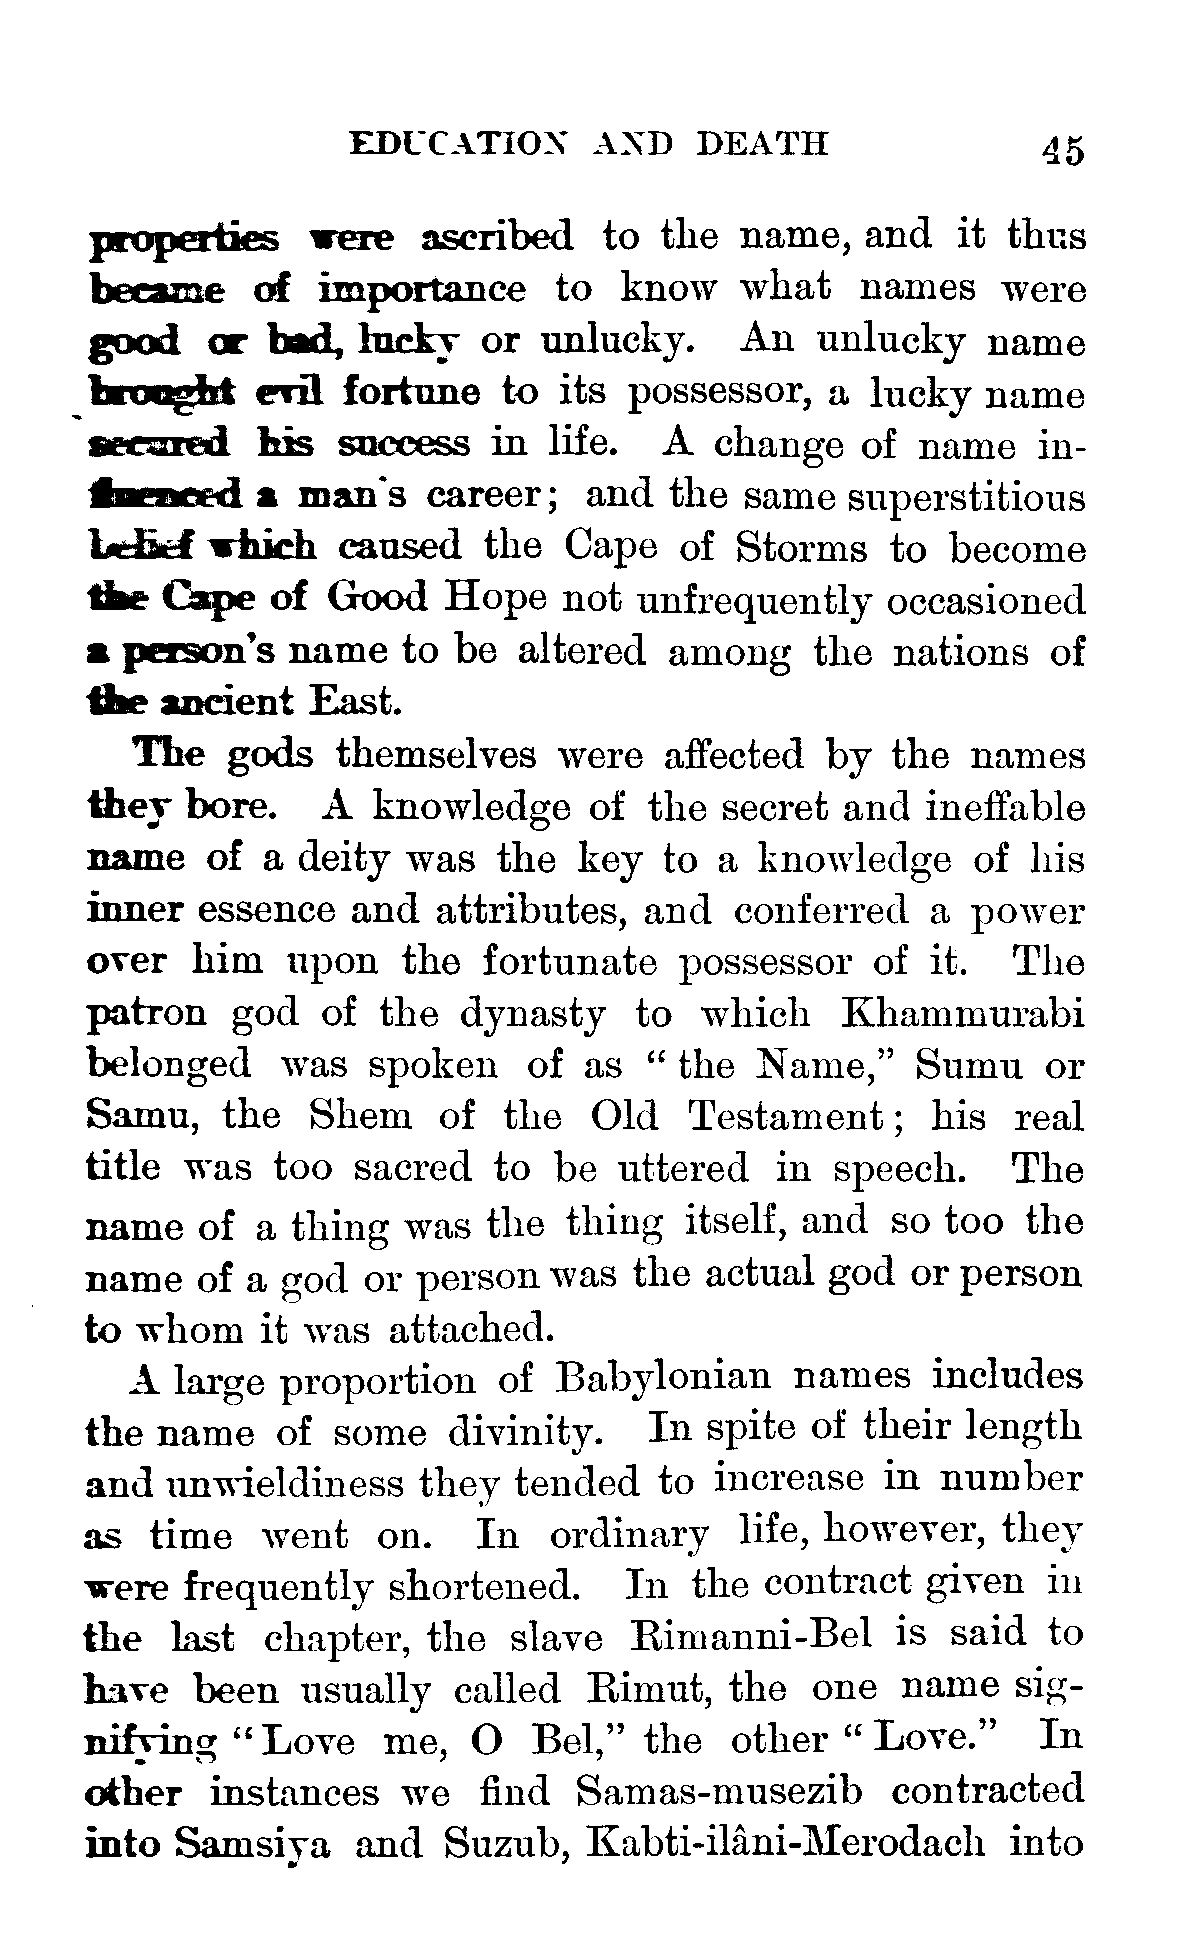 EDUCATION AND DEATH 45
properties were ascribed to the name, and it thus
became of importance to know what names were
good or bad, lucky or unlucky. An unlucky name
brought evil fortune to its possessor, a lucky name
secured his success in life. A change of name in-
fluenced a man's career; and the same superstitious
belief which caused the Cape of Storms to become
the Cape of Good Hope not unfrequently occasioned
a person's name to be altered among the nations of
the ancient East.
The gods themselves were affected by the names
they bore. A knowledge of the secret and ineffable
name of a deity was the key to a knowledge of his
inner essence and attributes, and conferred a power
over him upon the fortunate possessor of it. The
patron god of the dynasty to which Khammurabi
belonged was spoken of as “the Name,” Sumu or
Samu, the Shem of the Old Testament; his real
title was too sacred to be uttered in speech. The
name of a thing was the thing itself, and so too the
name of a god or person was the actual god or person
to whom it was attached.
A large proportion of Babylonian names includes
the name of some divinity. In spite of their length
and unwieldiness they tended to increase in number
as time went on. In ordinary life, however, they
were frequently shortened. In the contract given in
the last chapter, the slave Rimanni-Bel is said to
have been usually called Rimut, the one name sig-
nifying “Love me, O Bel,” the other “Love.” In
other instances we find Samas-musezib contracted
into Samsiya and Suzub, Kabti-ilâni-Merodach into